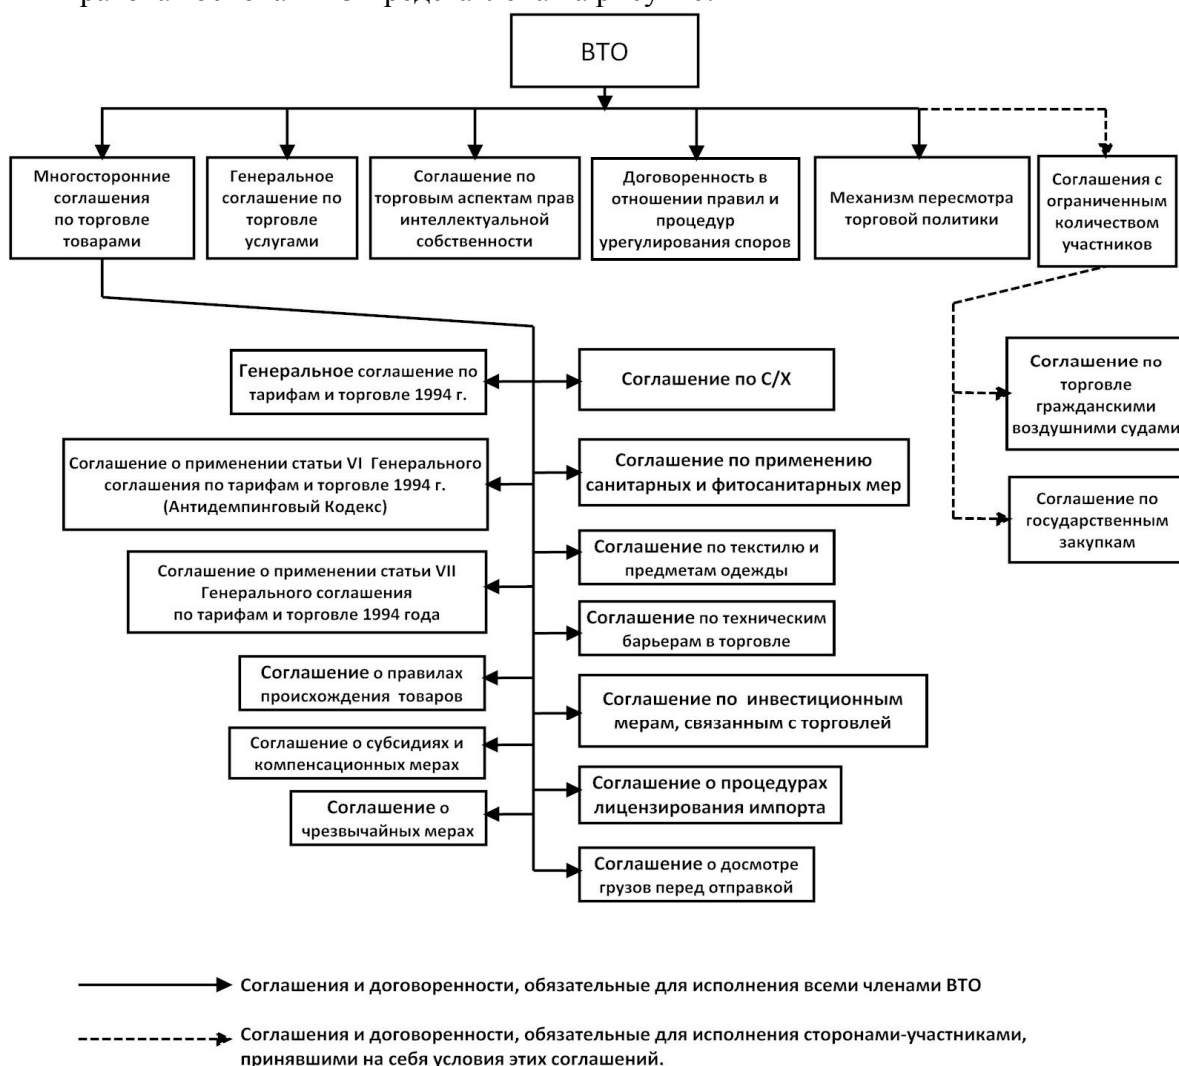 ВТО
Многосторонние
соглашения
по торговле
товарами
Генеральное
соглашение по
торговле
услугами
Соглашение по
торговым аспектам прав
интеллектуальной
собственности
Договоренность в
отношении правил и
процедур
урегулирования споров
Механизм пересмотра
торговой политики
Соглашения с
ограниченным
количеством
участников
Генеральное соглашение по
тарифам и торговле 1994 г.
Соглашение по С/Х
Соглашение о применении статьи VI Генерального
соглашения по тарифам и торговле 1994 г.
(Антидемпинговый Кодекс)
Соглашение по применению
санитарных и фитосанитарных мер
Соглашение о применении статьи VII
Генерального соглашения
по тарифам и торговле 1994 года
Соглашение по текстилю и
предметам одежды
Соглашение по техническим
барьерам в торговле
Соглашение о правилах
происхождения товаров
Соглашение по инвестиционным
мерам, связанным с торговлей
Соглашение о субсидиях и
компенсационных мерах
Соглашение о процедурах
лицензирования импорта
Соглашение о
чрезвычайных мерах
Соглашение о досмотре
грузов перед отправкой
Соглашение по
торговле
гражданскими
воздушними судами
Соглашение по
государственным
закупкам
Соглашения и договоренности, обязательные для исполнения всеми членами ВТО
Соглашения и договоренности, обязательные для исполнения сторонами-участниками,
принявшими на себя условия этих соглашений.